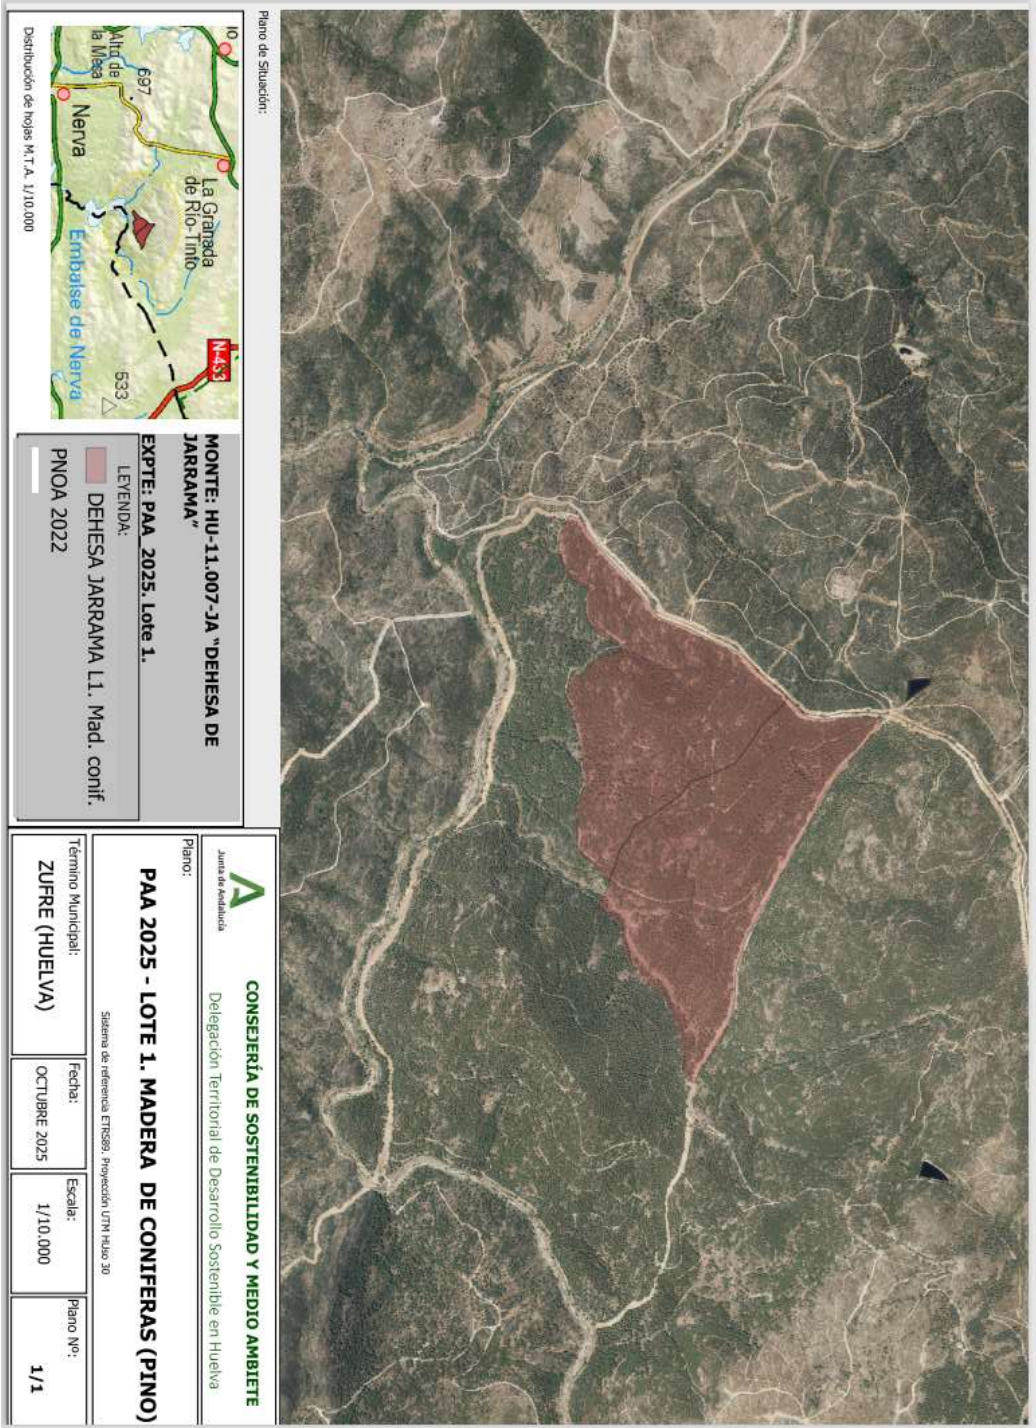 Plano de Situación:
10
Alto de
la Mesa
697
Nerva
La Granada
de Río-Tinto
Embalse de Nerva
N-433
533
Distribución de hojas M.T.A. 1/10.000
MONTE: HU-11.007-JA "DEHESA DE
JARRAMA"
EXPTE: PAA 2025. Lote 1.
LEYENDA:
DEHESA JARRAMA L1. Mad. conif.
PNOA 2022
Junta de Andalucía
CONSEJERÍA DE SOSTENIBILIDAD Y MEDIO AMBIETE
Delegación Territorial de Desarrollo Sostenible en Huelva
Plano:
PAA 2025 - LOTE 1. MADERA DE CONIFERAS (PINO)
Sistema de referencia ETRS89. Proyección UTM HUso 30
Término Municipal:
ZUFRE (HUELVA)
Fecha:
OCTUBRE 2025
Escala:
1/10.000
Plano Nº:
1/1